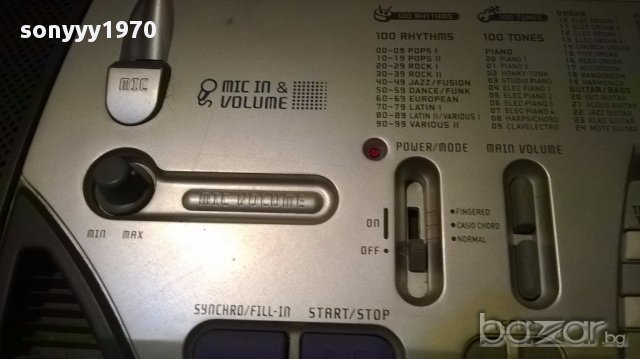 sonyyy1970
100 RHYTHMS
100 TONES
MIC
MIC IN &
VOLUME
100 RHYTHMS
00-09 POPS I
10-19 POPS II
20-29 ROCK I
30-39 ROCK II
40-49 JAZZ/FUSION
50-59 DANCE/FUNK
60-69 EUROPEAN
70-79 LATIN I
80-89 LATIN II/VARIOUS I
90-99 VARIOUS II
100 TONES
PIANO
00 PIANO 1
01 PIANO 2
02 HONKY-TONK
03 STUDIO PIANO
04 ELEC PIANO 1
05 ELEC PIANO 2
06 ELEC PIANO 3
07 ELEC PIANO 4
08 HARPSICHORD
09 CLAVELECTRO
ORGAN
GUITAR/BASS
24 MUTE GUITAR
POWER/MODE
MAIN VOLUME
MIC VOLUME
MIN MAX
ON
OFF
FINGERED
CASIO CHORD
NORMAL
SYNCHRO/FILL-IN START/STOP
bazar.bg